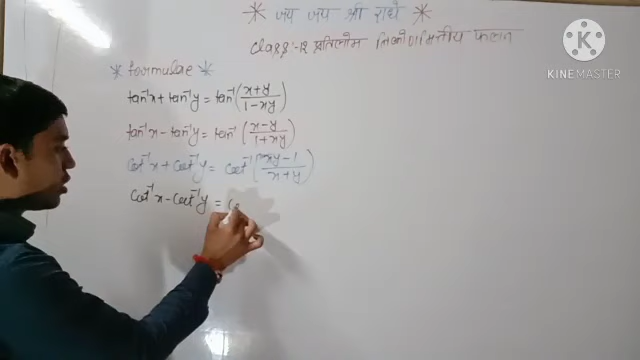 * जय जय श्री राधे *
Class:-12 प्रतिलोम त्रिकोणमितीय फलन
KINEMASTER
* formulae *
tan⁻¹x + tan⁻¹y = tan⁻¹(x+y/1-xy)
tan⁻¹x - tan⁻¹y = tan⁻¹(x-y/1+xy)
cot⁻¹x + cot⁻¹y = cot⁻¹(xy-1/x+y)
cot⁻¹x - cot⁻¹y = co